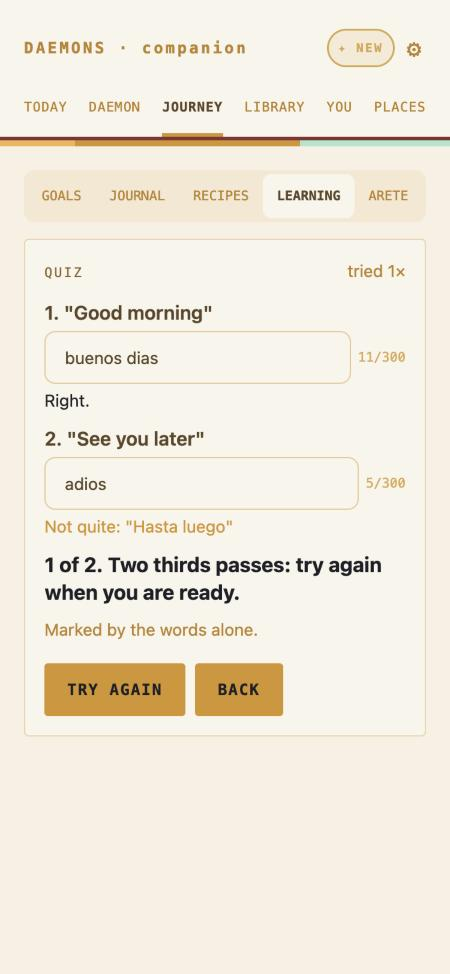 DAEMONS · companion
+ NEW ⚙
TODAY DAEMON JOURNEY LIBRARY YOU PLACES
GOALS JOURNAL RECIPES LEARNING ARETE
QUIZ tried 1×
1. "Good morning"
buenos dias 11/300
Right.
2. "See you later"
adios 5/300
Not quite: "Hasta luego"
1 of 2. Two thirds passes: try again
when you are ready.
Marked by the words alone.
TRY AGAIN BACK